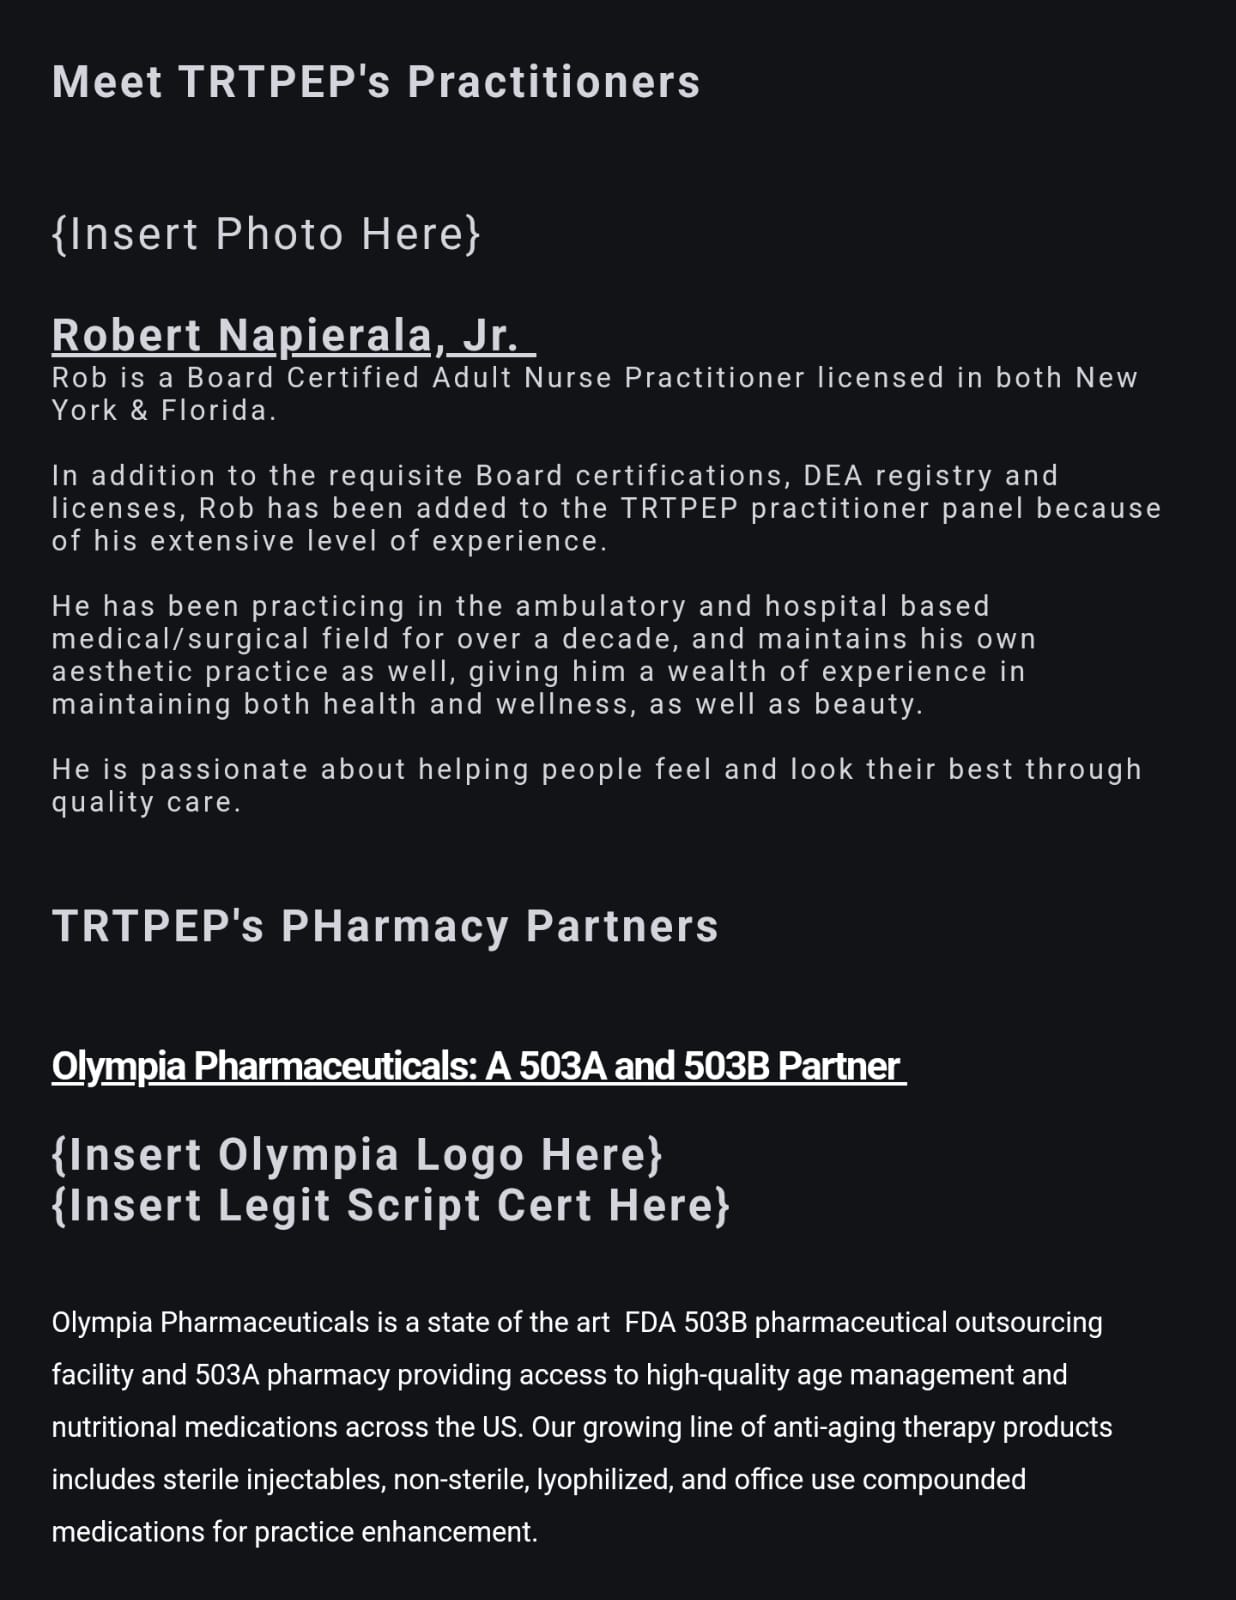 Meet TRTPEP's Practitioners
{Insert Photo Here}
Robert Napierala, Jr.
Rob is a Board Certified Adult Nurse Practitioner licensed in both New
York & Florida.
In addition to the requisite Board certifications, DEA registry and
licenses, Rob has been added to the TRTPEP practitioner panel because
of his extensive level of experience.
He has been practicing in the ambulatory and hospital based
medical/surgical field for over a decade, and maintains his own
aesthetic practice as well, giving him a wealth of experience in
maintaining both health and wellness, as well as beauty.
He is passionate about helping people feel and look their best through
quality care.
TRTPEP's PHarmacy Partners
Olympia Pharmaceuticals: A 503A and 503B Partner
{Insert Olympia Logo Here}
{Insert Legit Script Cert Here}
Olympia Pharmaceuticals is a state of the art  FDA 503B pharmaceutical outsourcing
facility and 503A pharmacy providing access to high-quality age management and
nutritional medications across the US. Our growing line of anti-aging therapy products
includes sterile injectables, non-sterile, lyophilized, and office use compounded
medications for practice enhancement.